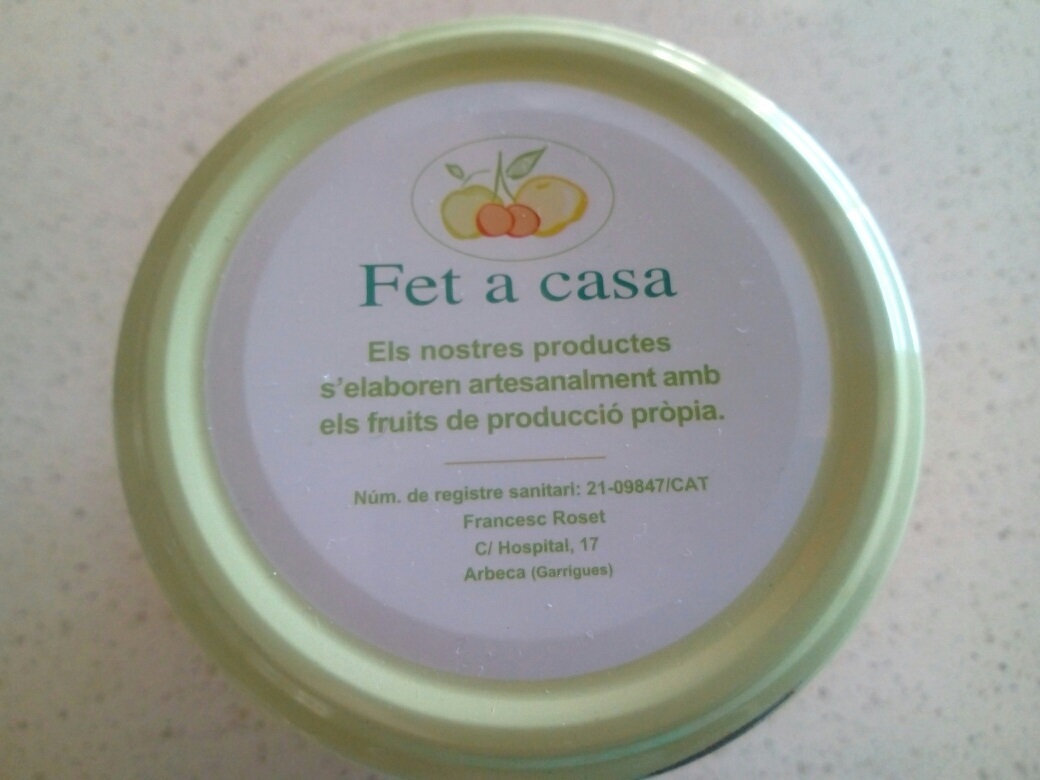 Fet a casa
Els nostres productes
s'elaboren artesanalment amb
els fruits de producció pròpia.
Núm. de registre sanitari: 21-09847/CAT
Francesc Roset
C/ Hospital, 17
Arbeca (Garrigues)